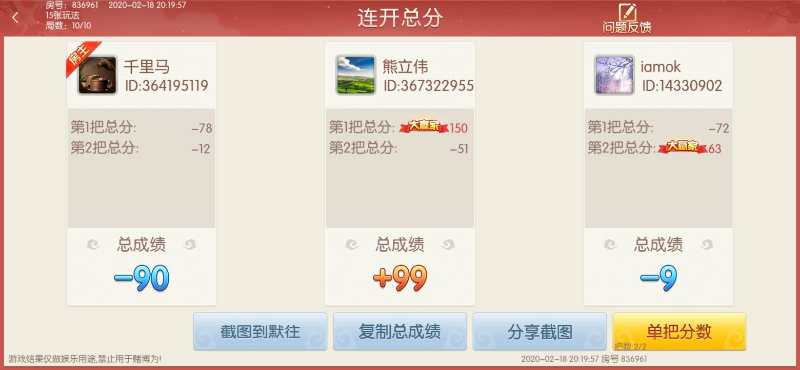 房号：836961 2020-02-18 20:19:57
15张玩法
局数：10/10
连开总分
问题反馈
房主
千里马
ID:364195119
第1把总分: -78
第2把总分: -12
总成绩
-90
熊立伟
ID:367322955
第1把总分: 大赢家 150
第2把总分: -51
总成绩
+99
iamok
ID:14330902
第1把总分: -72
第2把总分: 大赢家 63
总成绩
-9
截图到默往
复制总成绩
分享截图
单把分数
把数:2/2
游戏结果仅做娱乐用途,禁止用于赌博为!
2020-02-18 20:19:57 房号 836961